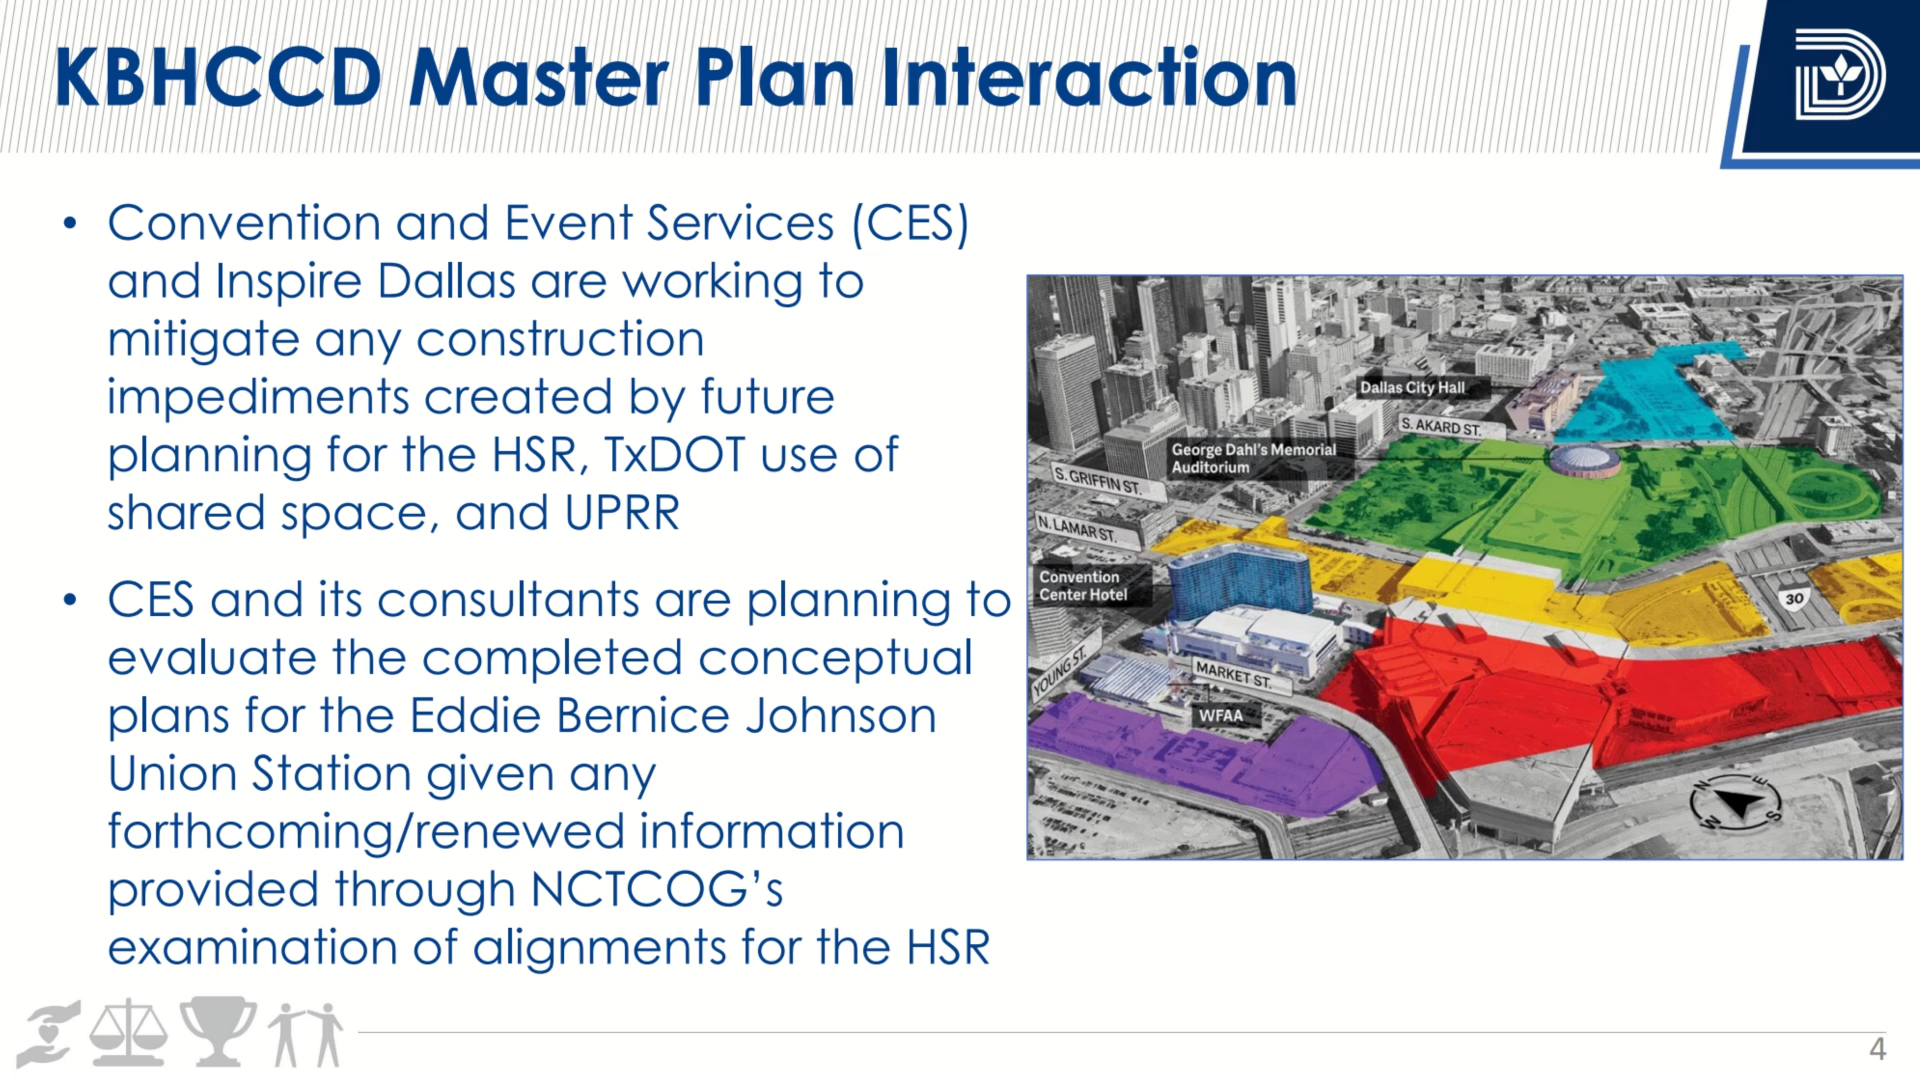 KBHCCD Master Plan Interaction
• Convention and Event Services (CES)
and Inspire Dallas are working to
mitigate any construction
impediments created by future
planning for the HSR, TxDOT use of
shared space, and UPRR
• CES and its consultants are planning to
evaluate the completed conceptual
plans for the Eddie Bernice Johnson
Union Station given any
forthcoming/renewed information
provided through NCTCOG's
examination of alignments for the HSR
Dallas City Hall
S. AKARD ST.
George Dahl's Memorial
Auditorium
S. GRIFFIN ST.
N. LAMAR ST.
Convention
Center Hotel
30
YOUNG ST.
MARKET ST.
WFAA
N
E
W
S
4